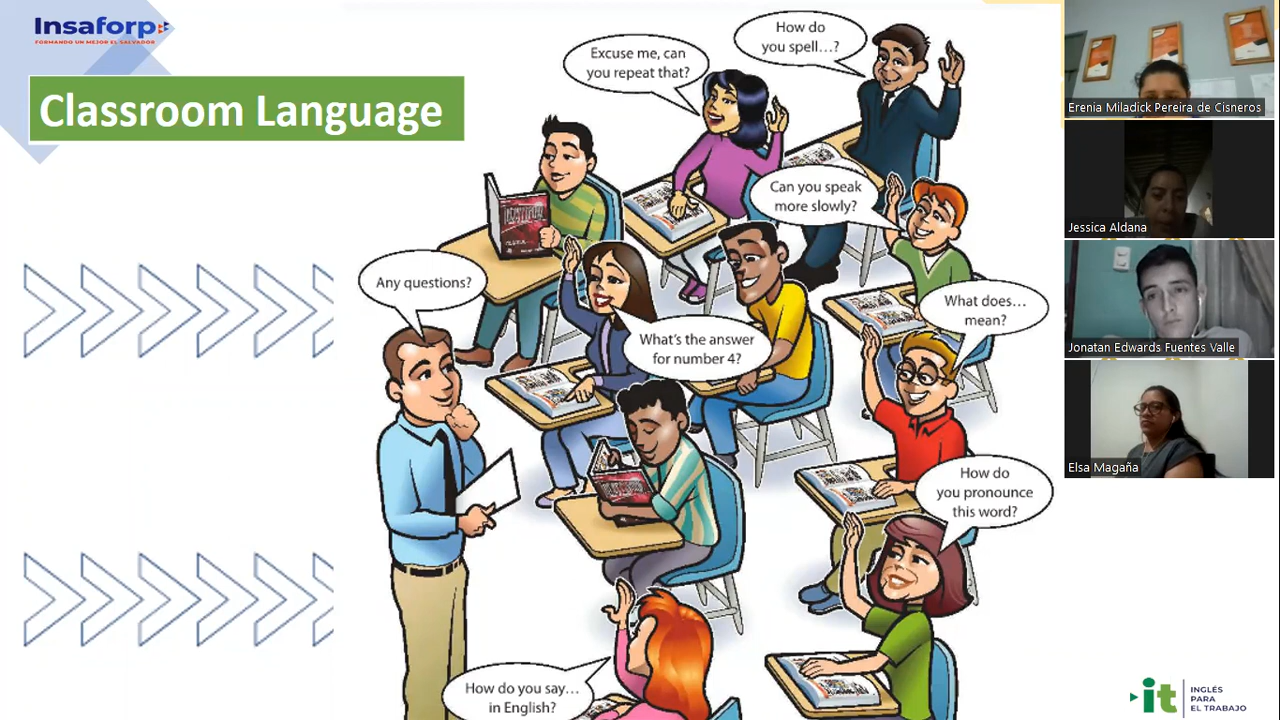 Insaforp
FORMANDO UN MEJOR EL SALVADOR
Classroom Language
How do
you spell...?
Excuse me, can
you repeat that?
Can you speak
more slowly?
Any questions?
What does...
mean?
What's the answer
for number 4?
How do
you pronounce
this word?
How do you say...
in English?
Erenia Miladick Pereira de Cisneros
Jessica Aldana
Jonatan Edwards Fuentes Valle
Elsa Magaña
it
INGLÉS
PARA
EL TRABAJO